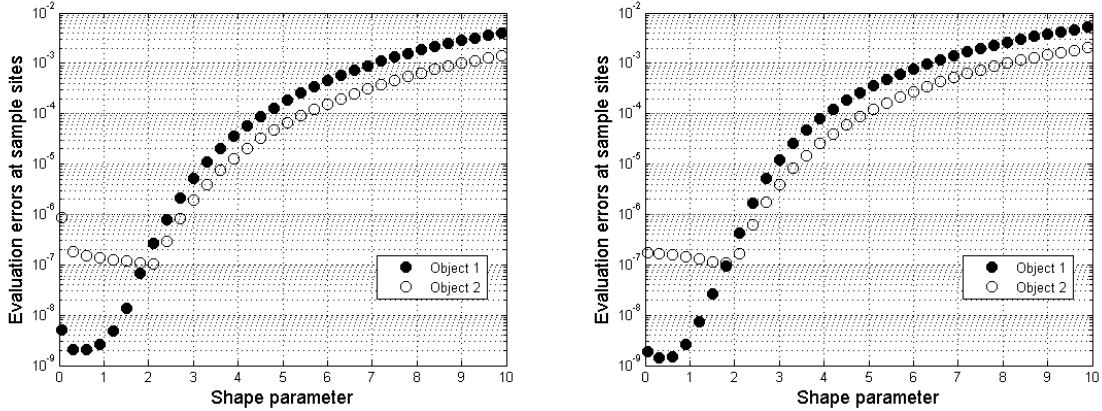 10-2
10-3
10-4
10-5
10-6
10-7
10-8
10-9
Evaluation errors at sample sites
Object 1
Object 2
0 1 2 3 4 5 6 7 8 9 10
Shape parameter
10-2
10-3
10-4
10-5
10-6
10-7
10-8
10-9
Evaluation errors at sample sites
Object 1
Object 2
0 1 2 3 4 5 6 7 8 9 10
Shape parameter